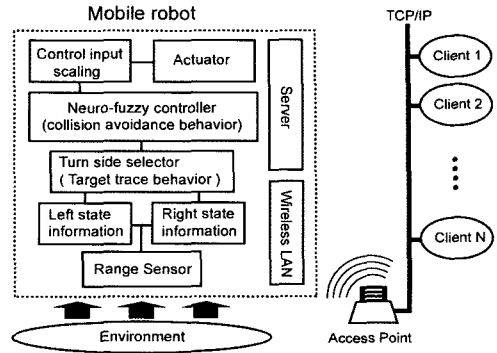 Mobile robot
TCP/IP
Control input
scaling
Actuator
Server
Client 1
Neuro-fuzzy controller
(collision avoidance behavior)
Client 2
Turn side selector
( Target trace behavior )
Left state
information
Right state
information
Wireless LAN
Client N
Range Sensor
Environment
Access Point